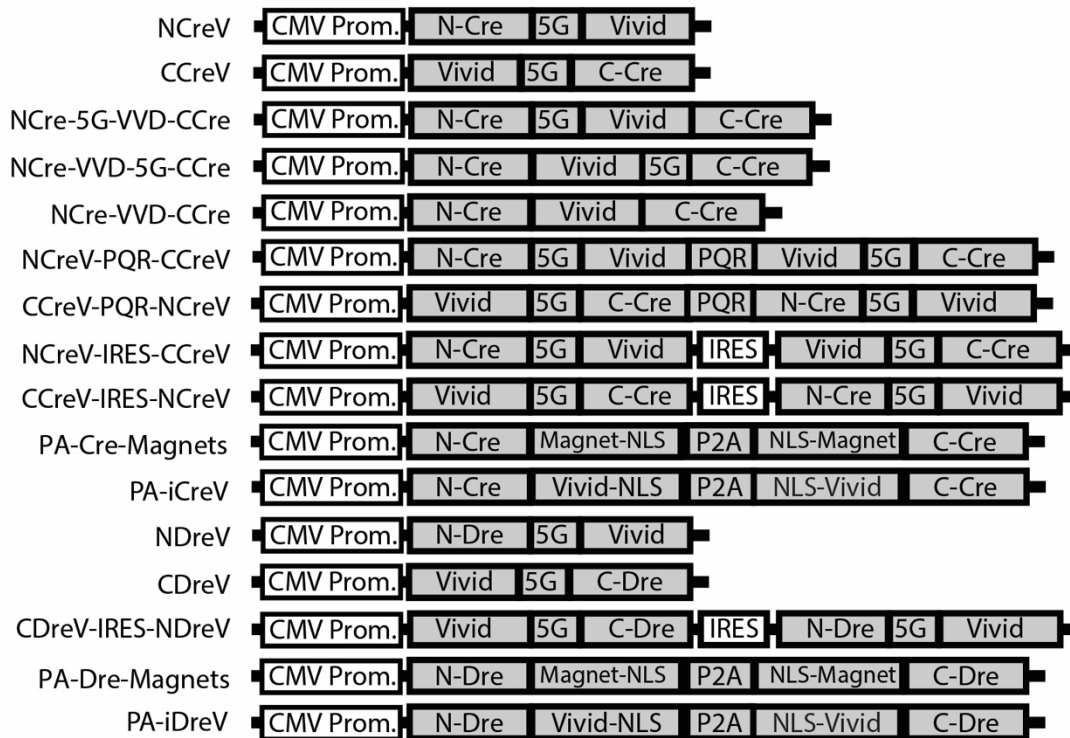 NCreV CMV Prom. N-Cre 5G Vivid
CCreV CMV Prom. Vivid 5G C-Cre
NCre-5G-VVD-CCre CMV Prom. N-Cre 5G Vivid C-Cre
NCre-VVD-5G-CCre CMV Prom. N-Cre Vivid 5G C-Cre
NCre-VVD-CCre CMV Prom. N-Cre Vivid C-Cre
NCreV-PQR-CCreV CMV Prom. N-Cre 5G Vivid PQR Vivid 5G C-Cre
CCreV-PQR-NCreV CMV Prom. Vivid 5G C-Cre PQR N-Cre 5G Vivid
NCreV-IRES-CCreV CMV Prom. N-Cre 5G Vivid IRES Vivid 5G C-Cre
CCreV-IRES-NCreV CMV Prom. Vivid 5G C-Cre IRES N-Cre 5G Vivid
PA-Cre-Magnets CMV Prom. N-Cre Magnet-NLS P2A NLS-Magnet C-Cre
PA-iCreV CMV Prom. N-Cre Vivid-NLS P2A NLS-Vivid C-Cre
NDreV CMV Prom. N-Dre 5G Vivid
CDreV CMV Prom. Vivid 5G C-Dre
CDreV-IRES-NDreV CMV Prom. Vivid 5G C-Dre IRES N-Dre 5G Vivid
PA-Dre-Magnets CMV Prom. N-Dre Magnet-NLS P2A NLS-Magnet C-Dre
PA-iDreV CMV Prom. N-Dre Vivid-NLS P2A NLS-Vivid C-Dre